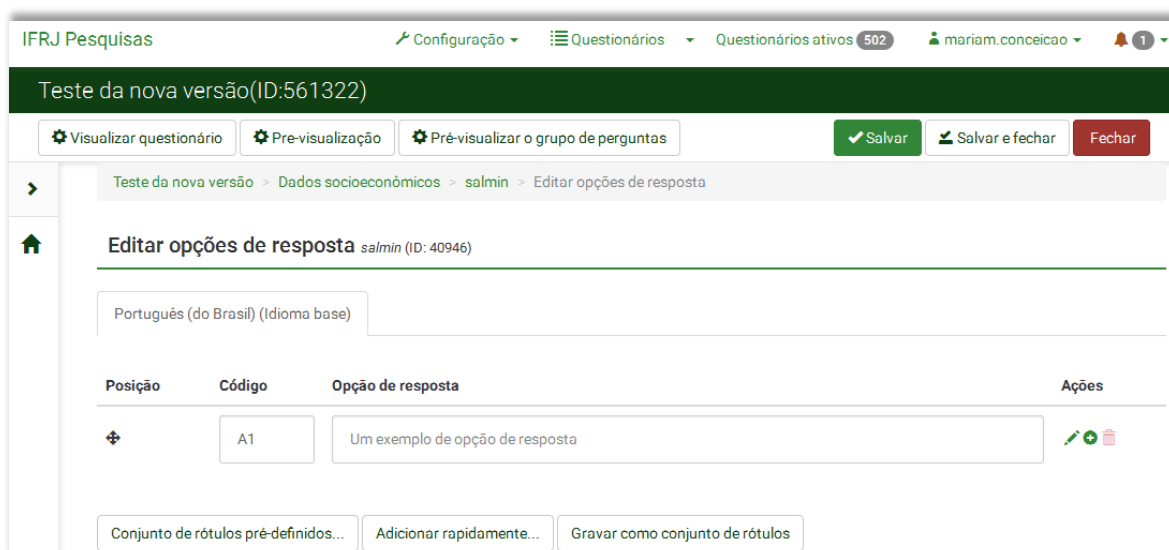 IFRJ Pesquisas Configuração Questionários Questionários ativos 502 mariam.conceicao 1
Teste da nova versão(ID:561322)
Visualizar questionário Pre-visualização Pré-visualizar o grupo de perguntas Salvar Salvar e fechar Fechar
Teste da nova versão > Dados socioeconômicos > salmin > Editar opções de resposta
Editar opções de resposta salmin (ID: 40946)
Português (do Brasil) (Idioma base)
Posição Código Opção de resposta Ações
A1 Um exemplo de opção de resposta
Conjunto de rótulos pré-definidos... Adicionar rapidamente... Gravar como conjunto de rótulos